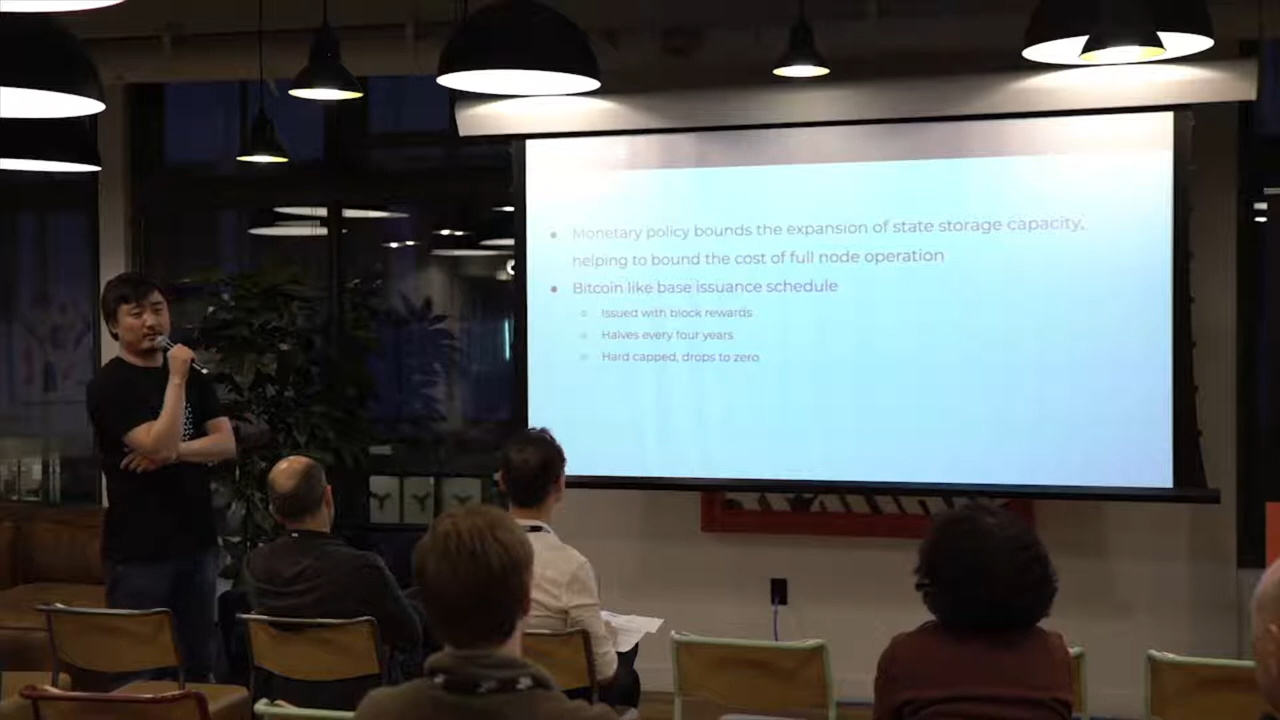 Monetary policy bounds the expansion of state storage capacity,
helping to bound the cost of full node operation
Bitcoin like base issuance schedule
Issued with block rewards
Halves every four years
Hard capped, drops to zero